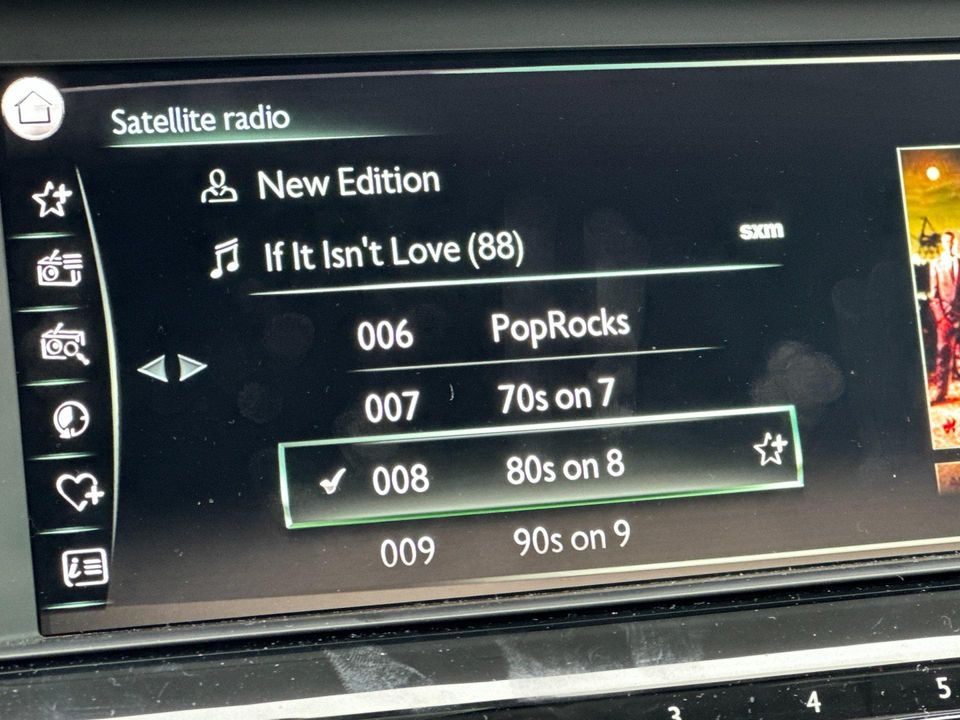 Satellite radio
New Edition
If It Isn't Love (88)
sxm
006 PopRocks
007 70s on 7
008 80s on 8
009 90s on 9
3 4 5